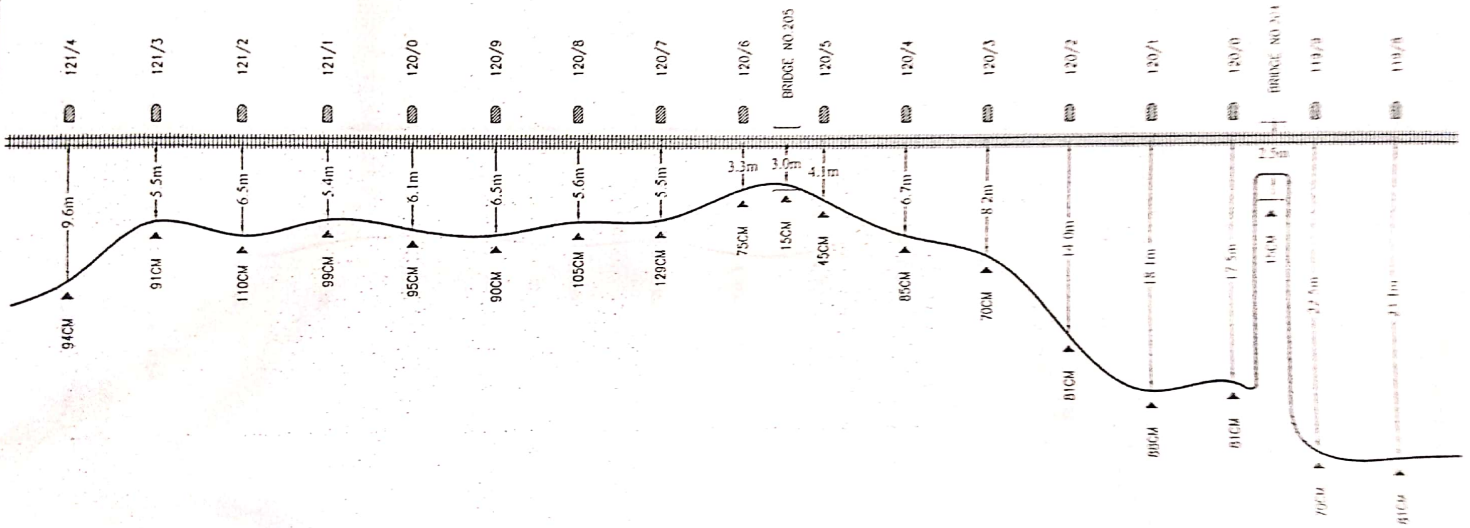 121/4
121/3
121/2
121/1
120/0
120/9
120/8
120/7
120/6
BRIDGE NO.205
120/5
120/4
120/3
120/2
120/1
120/0
9.6m
5.5m
6.5m
5.4m
6.1m
6.5m
5.6m
5.5m
3.3m
3.0m
4.1m
6.7m
8.2m
14.0m
18.1m
17.5m
2.5m
94CM
91CM
110CM
99CM
95CM
90CM
105CM
129CM
75CM
15CM
45CM
85CM
70CM
81CM
88CM
81CM
15CM